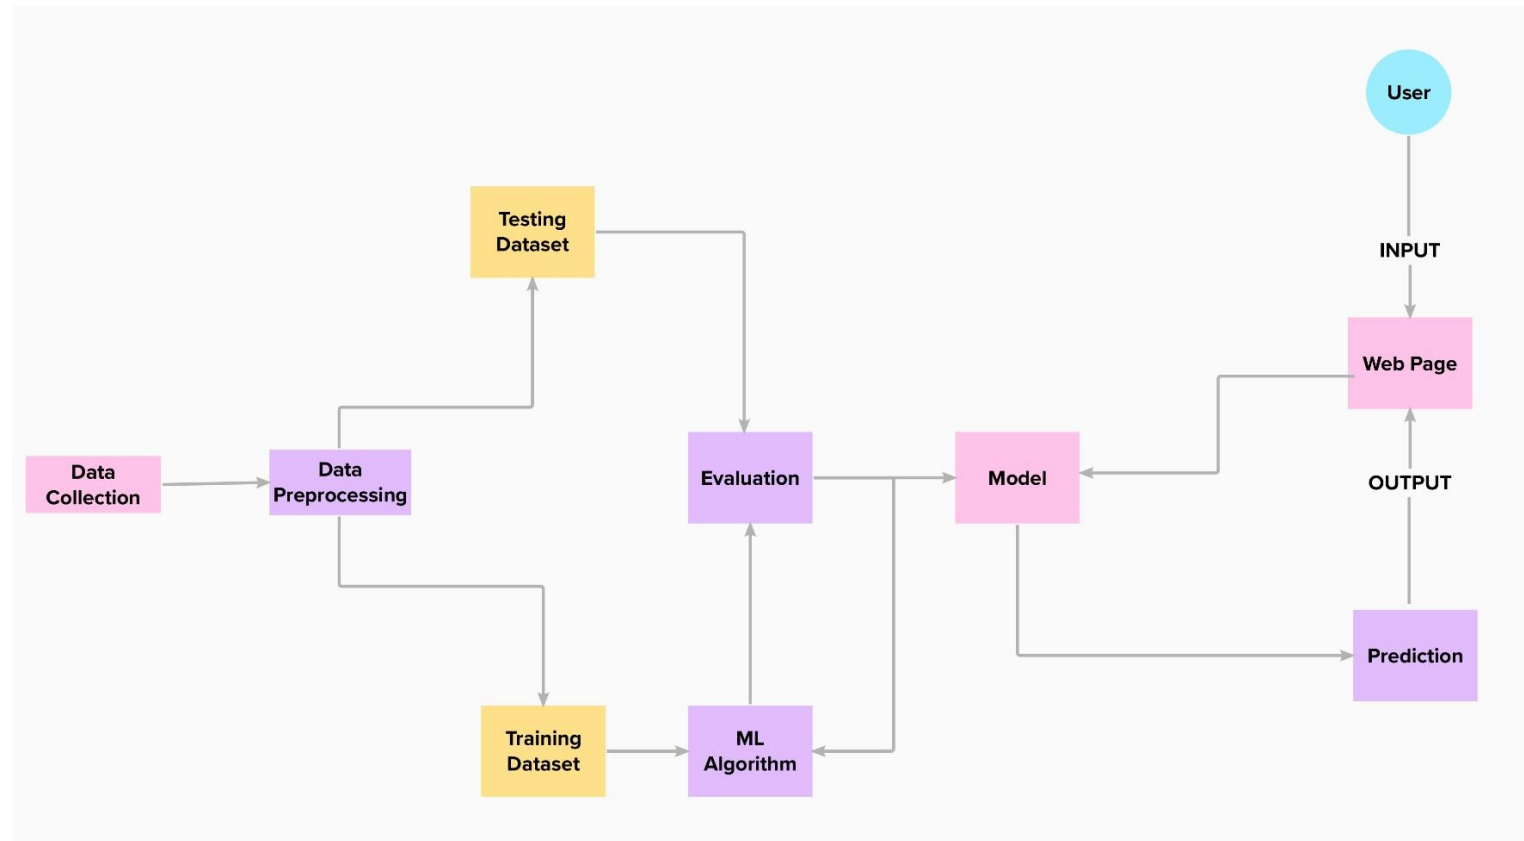 User
Testing
Dataset
INPUT
Web Page
Data
Collection
Data
Preprocessing
Evaluation
Model
OUTPUT
Prediction
Training
Dataset
ML
Algorithm